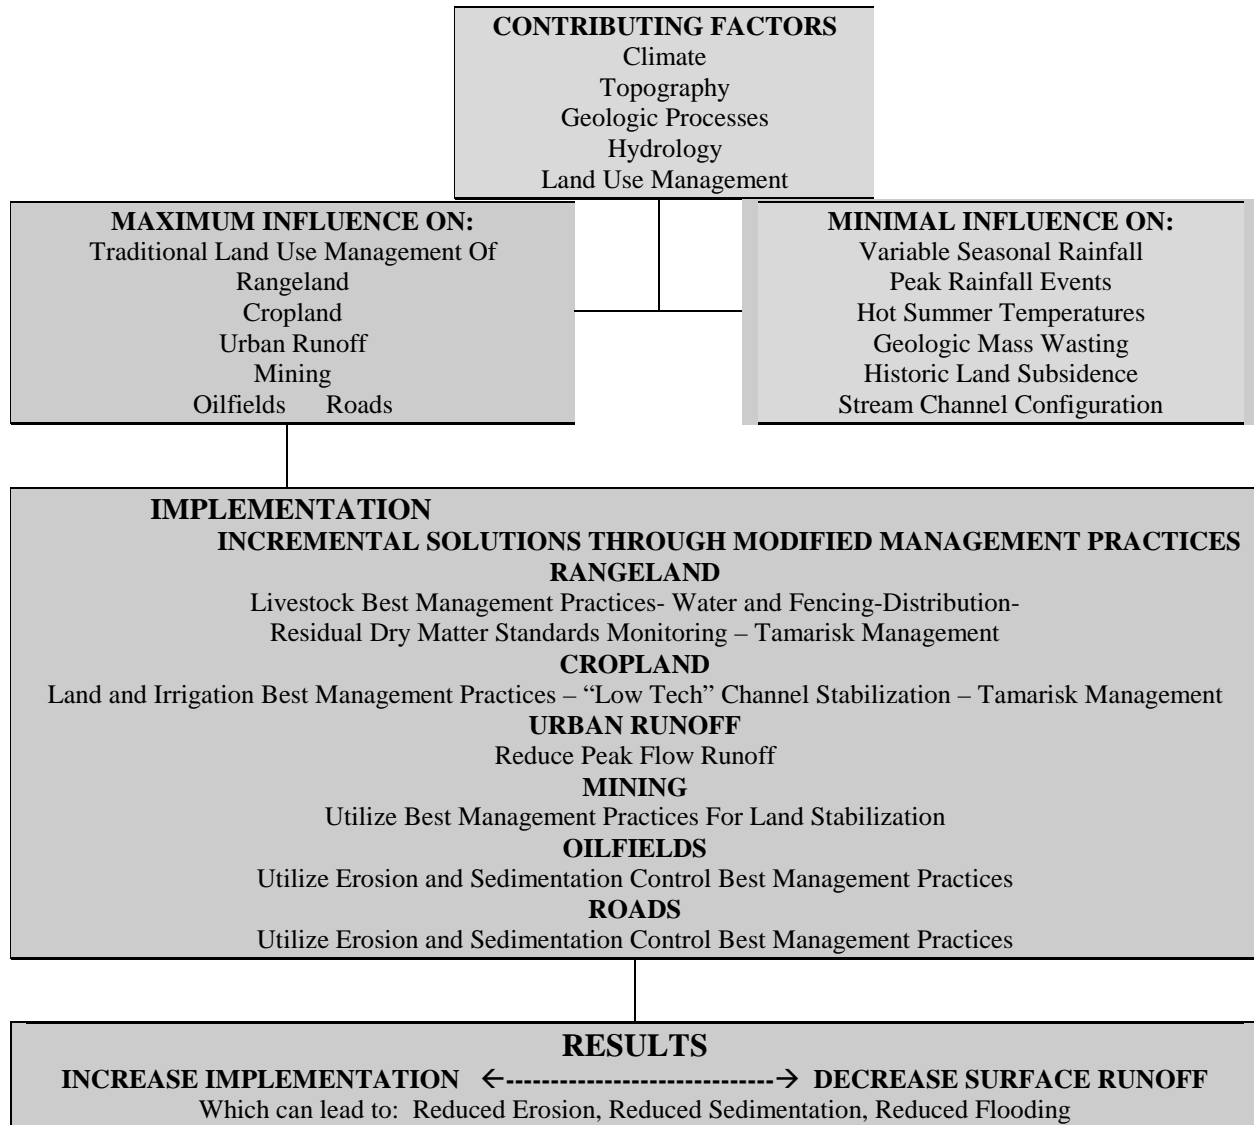 CONTRIBUTING FACTORS
Climate
Topography
Geologic Processes
Hydrology
Land Use Management
MAXIMUM INFLUENCE ON:
Traditional Land Use Management Of
Rangeland
Cropland
Urban Runoff
Mining
Oilfields Roads
MINIMAL INFLUENCE ON:
Variable Seasonal Rainfall
Peak Rainfall Events
Hot Summer Temperatures
Geologic Mass Wasting
Historic Land Subsidence
Stream Channel Configuration
IMPLEMENTATION
INCREMENTAL SOLUTIONS THROUGH MODIFIED MANAGEMENT PRACTICES
RANGELAND
Livestock Best Management Practices- Water and Fencing-Distribution-
Residual Dry Matter Standards Monitoring – Tamarisk Management
CROPLAND
Land and Irrigation Best Management Practices – “Low Tech” Channel Stabilization – Tamarisk Management
URBAN RUNOFF
Reduce Peak Flow Runoff
MINING
Utilize Best Management Practices For Land Stabilization
OILFIELDS
Utilize Erosion and Sedimentation Control Best Management Practices
ROADS
Utilize Erosion and Sedimentation Control Best Management Practices
RESULTS
INCREASE IMPLEMENTATION ←------------------------------→ DECREASE SURFACE RUNOFF
Which can lead to: Reduced Erosion, Reduced Sedimentation, Reduced Flooding